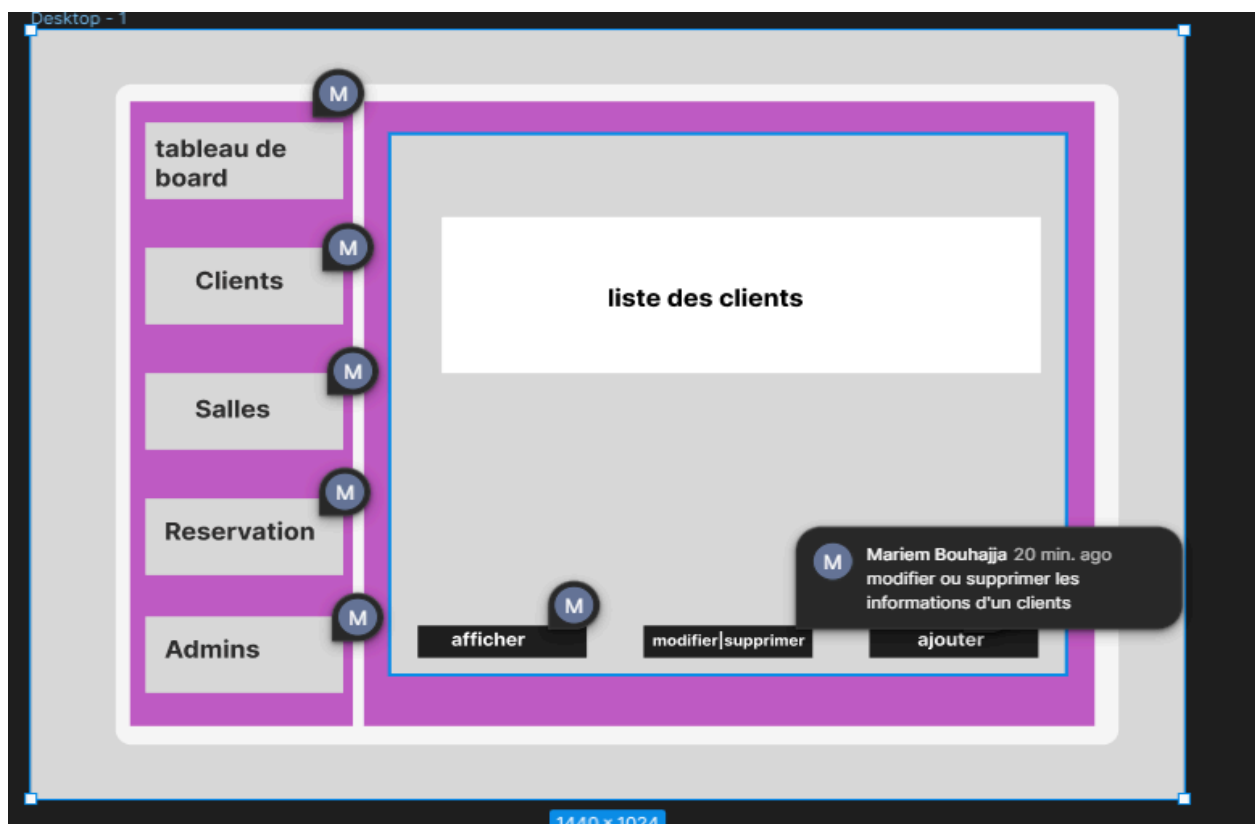 Desktop - 1
M
tableau de
board
M
Clients
liste des clients
M
Salles
M
Reservation
M Mariem Bouhajja 20 min. ago
modifier ou supprimer les
informations d'un clients
M
M
Admins
afficher
modifier|supprimer
ajouter
1440 × 1024